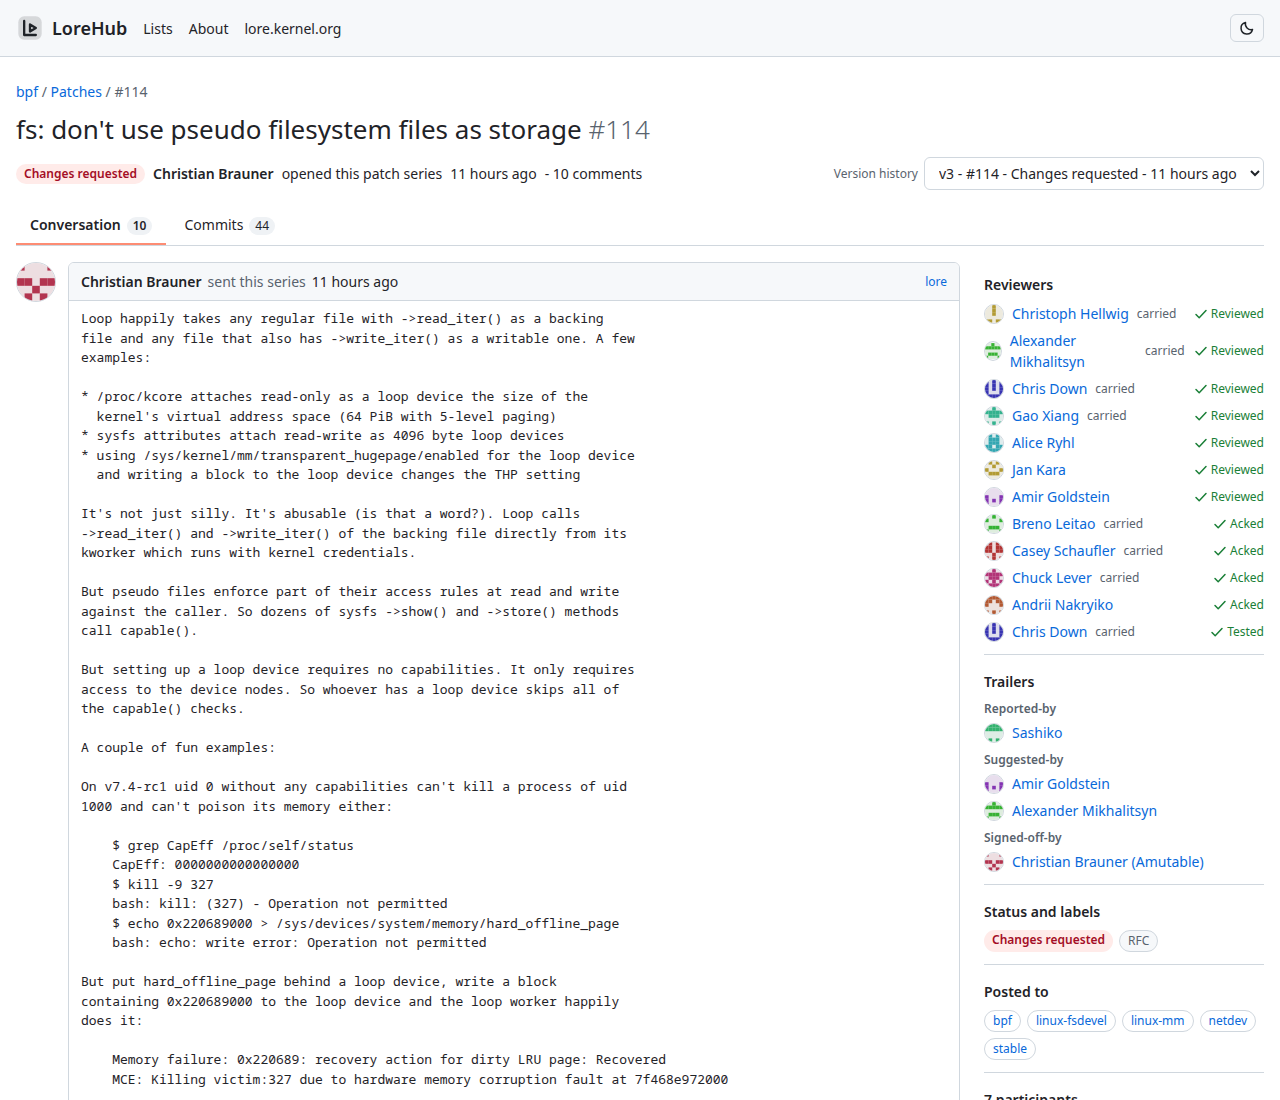 LoreHub Lists About lore.kernel.org
bpf / Patches / #114
fs: don't use pseudo filesystem files as storage #114
Changes requested Christian Brauner opened this patch series 11 hours ago - 10 comments
Version history v3 - #114 - Changes requested - 11 hours ago
Conversation 10 Commits 44
Christian Brauner sent this series 11 hours ago lore
Loop happily takes any regular file with ->read_iter() as a backing
file and any file that also has ->write_iter() as a writable one. A few
examples:
* /proc/kcore attaches read-only as a loop device the size of the
kernel's virtual address space (64 PiB with 5-level paging)
* sysfs attributes attach read-write as 4096 byte loop devices
* using /sys/kernel/mm/transparent_hugepage/enabled for the loop device
and writing a block to the loop device changes the THP setting
It's not just silly. It's abusable (is that a word?). Loop calls
->read_iter() and ->write_iter() of the backing file directly from its
kworker which runs with kernel credentials.
But pseudo files enforce part of their access rules at read and write
against the caller. So dozens of sysfs ->show() and ->store() methods
call capable().
But setting up a loop device requires no capabilities. It only requires
access to the device nodes. So whoever has a loop device skips all of
the capable() checks.
A couple of fun examples:
On v7.4-rc1 uid 0 without any capabilities can't kill a process of uid
1000 and can't poison its memory either:
$ grep CapEff /proc/self/status
CapEff: 0000000000000000
$ kill -9 327
bash: kill: (327) - Operation not permitted
$ echo 0x220689000 > /sys/devices/system/memory/hard_offline_page
bash: echo: write error: Operation not permitted
But put hard_offline_page behind a loop device, write a block
containing 0x220689000 to the loop device and the loop worker happily
does it:
Memory failure: 0x220689: recovery action for dirty LRU page: Recovered
MCE: Killing victim:327 due to hardware memory corruption fault at 7f468e972000
Reviewers
Christoph Hellwig carried Reviewed
Alexander
Mikhalitsyn carried Reviewed
Chris Down carried Reviewed
Gao Xiang carried Reviewed
Alice Ryhl Reviewed
Jan Kara Reviewed
Amir Goldstein Reviewed
Breno Leitao carried Acked
Casey Schaufler carried Acked
Chuck Lever carried Acked
Andrii Nakryiko Acked
Chris Down carried Tested
Trailers
Reported-by
Sashiko
Suggested-by
Amir Goldstein
Alexander Mikhalitsyn
Signed-off-by
Christian Brauner (Amutable)
Status and labels
Changes requested RFC
Posted to
bpf linux-fsdevel linux-mm netdev
stable
7 participants